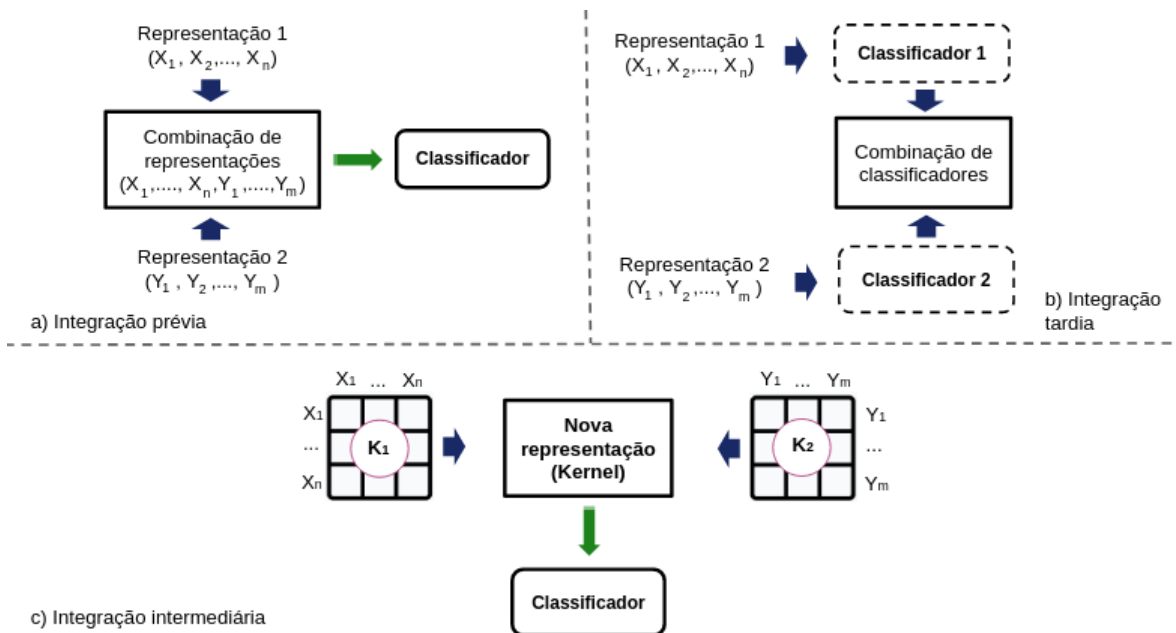 Representação 1
(X1, X2,..., Xn)
Combinação de
representações
(X1,...., Xn,Y1,....,Ym)
Classificador
Representação 2
(Y1, Y2,..., Ym)
a) Integração prévia
Representação 1
(X1, X2,..., Xn)
Classificador 1
Combinação de
classificadores
Representação 2
(Y1, Y2,..., Ym)
Classificador 2
b) Integração
tardia
X1 ... Xn
X1
...
Xn
K1
Nova
representação
(Kernel)
Y1 ... Ym
K2
Y1
...
Ym
Classificador
c) Integração intermediária